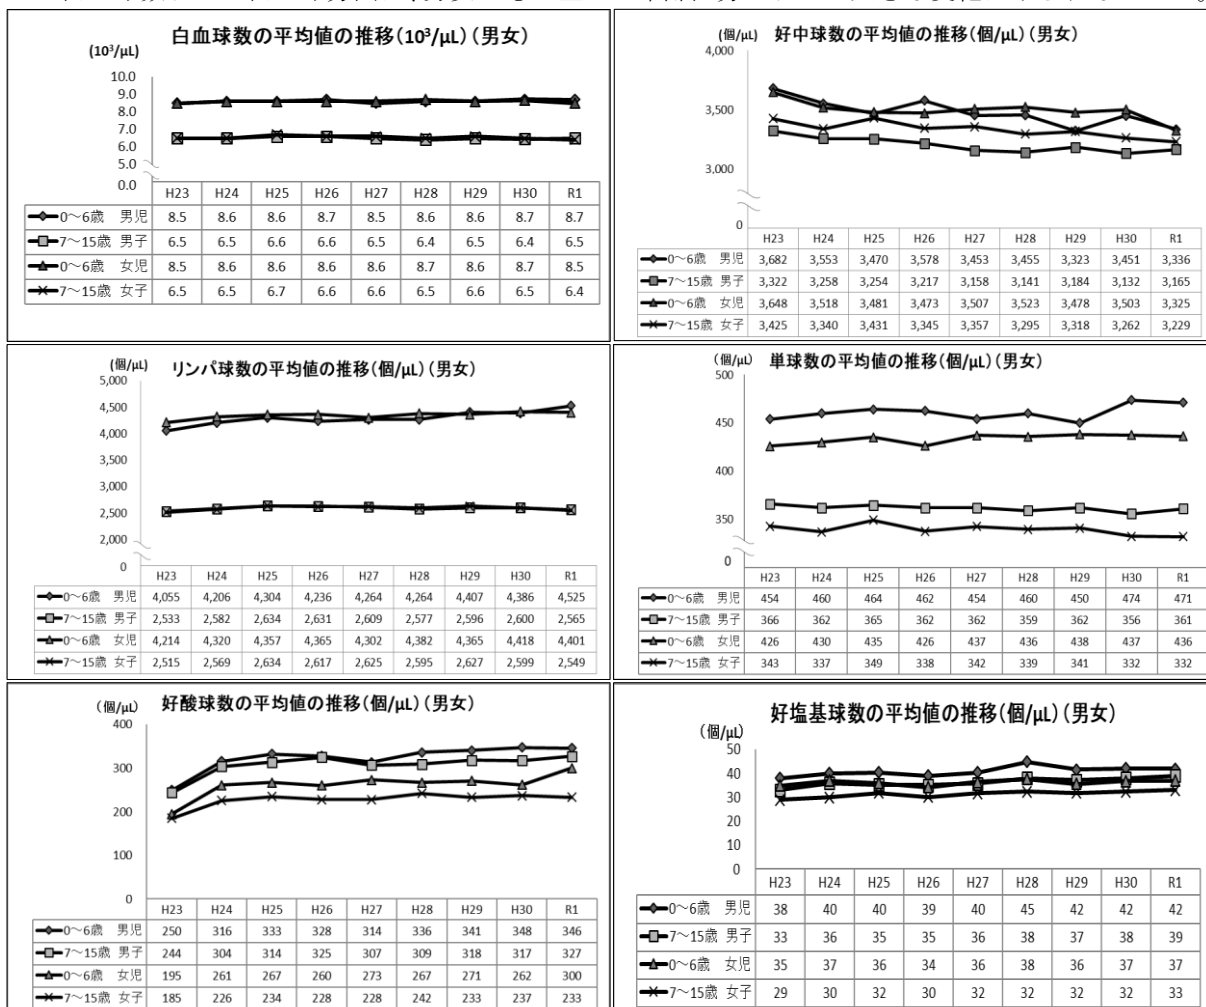 白血球数の平均値の推移(10³/μL)(男女)
(10³/μL)
10.0
9.0
8.0
7.0
6.0
5.0
0.0
H23 H24 H25 H26 H27 H28 H29 H30 R1
0～6歳 男児 8.5 8.6 8.6 8.7 8.5 8.6 8.6 8.7 8.7
7～15歳 男子 6.5 6.5 6.6 6.6 6.5 6.4 6.5 6.4 6.5
0～6歳 女児 8.5 8.6 8.6 8.6 8.6 8.7 8.6 8.7 8.5
7～15歳 女子 6.5 6.5 6.7 6.6 6.6 6.5 6.6 6.5 6.4
好中球数の平均値の推移(個/μL)(男女)
(個/μL)
4,000
3,500
3,000
0
H23 H24 H25 H26 H27 H28 H29 H30 R1
0～6歳 男児 3,682 3,553 3,470 3,578 3,453 3,455 3,323 3,451 3,336
7～15歳 男子 3,322 3,258 3,254 3,217 3,158 3,141 3,184 3,132 3,165
0～6歳 女児 3,648 3,518 3,481 3,473 3,507 3,523 3,478 3,503 3,325
7～15歳 女子 3,425 3,340 3,431 3,345 3,357 3,295 3,318 3,262 3,229
リンパ球数の平均値の推移(個/μL)(男女)
(個/μL)
5,000
4,500
4,000
3,500
3,000
2,500
2,000
0
H23 H24 H25 H26 H27 H28 H29 H30 R1
0～6歳 男児 4,055 4,206 4,304 4,236 4,264 4,264 4,407 4,386 4,525
7～15歳 男子 2,533 2,582 2,634 2,631 2,609 2,577 2,596 2,600 2,565
0～6歳 女児 4,214 4,320 4,357 4,365 4,302 4,382 4,365 4,418 4,401
7～15歳 女子 2,515 2,569 2,634 2,617 2,625 2,595 2,627 2,599 2,549
単球数の平均値の推移(個/μL)(男女)
(個/μL)
500
450
400
350
0
H23 H24 H25 H26 H27 H28 H29 H30 R1
0～6歳 男児 454 460 464 462 454 460 450 474 471
7～15歳 男子 366 362 365 362 362 359 362 356 361
0～6歳 女児 426 430 435 426 437 436 438 437 436
7～15歳 女子 343 337 349 338 342 339 341 332 332
好酸球数の平均値の推移(個/μL)(男女)
(個/μL)
400
300
200
100
0
H23 H24 H25 H26 H27 H28 H29 H30 R1
0～6歳 男児 250 316 333 328 314 336 341 348 346
7～15歳 男子 244 304 314 325 307 309 318 317 327
0～6歳 女児 195 261 267 260 273 267 271 262 300
7～15歳 女子 185 226 234 228 228 242 233 237 233
好塩基球数の平均値の推移(個/μL)(男女)
(個/μL)
50
40
30
20
10
0
H23 H24 H25 H26 H27 H28 H29 H30 R1
0～6歳 男児 38 40 40 39 40 45 42 42 42
7～15歳 男子 33 36 35 35 36 38 37 38 39
0～6歳 女児 35 37 36 34 36 38 36 37 37
7～15歳 女子 29 30 32 30 32 32 32 32 33